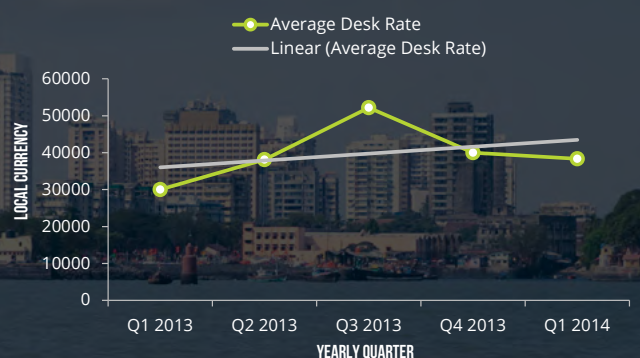 Average Desk Rate
Linear (Average Desk Rate)
60000
50000
40000
30000
20000
10000
0
LOCAL CURRENCY
Q1 2013 Q2 2013 Q3 2013 Q4 2013 Q1 2014
YEARLY QUARTER